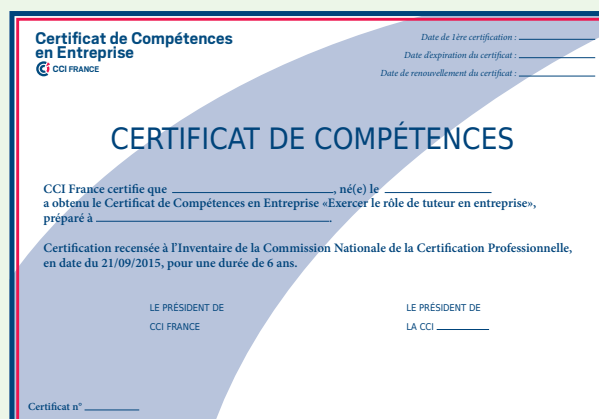 Certificat de Compétences
en Entreprise
CCI FRANCE
Date de 1ère certification :
Date d'expiration du certificat :
Date de renouvellement du certificat :
CERTIFICAT DE COMPÉTENCES
CCI France certifie que , né(e) le
a obtenu le Certificat de Compétences en Entreprise «Exercer le rôle de tuteur en entreprise»,
préparé à .
Certification recensée à l'Inventaire de la Commission Nationale de la Certification Professionnelle,
en date du 21/09/2015, pour une durée de 6 ans.
LE PRÉSIDENT DE
CCI FRANCE
LE PRÉSIDENT DE
LA CCI
Certificat n°